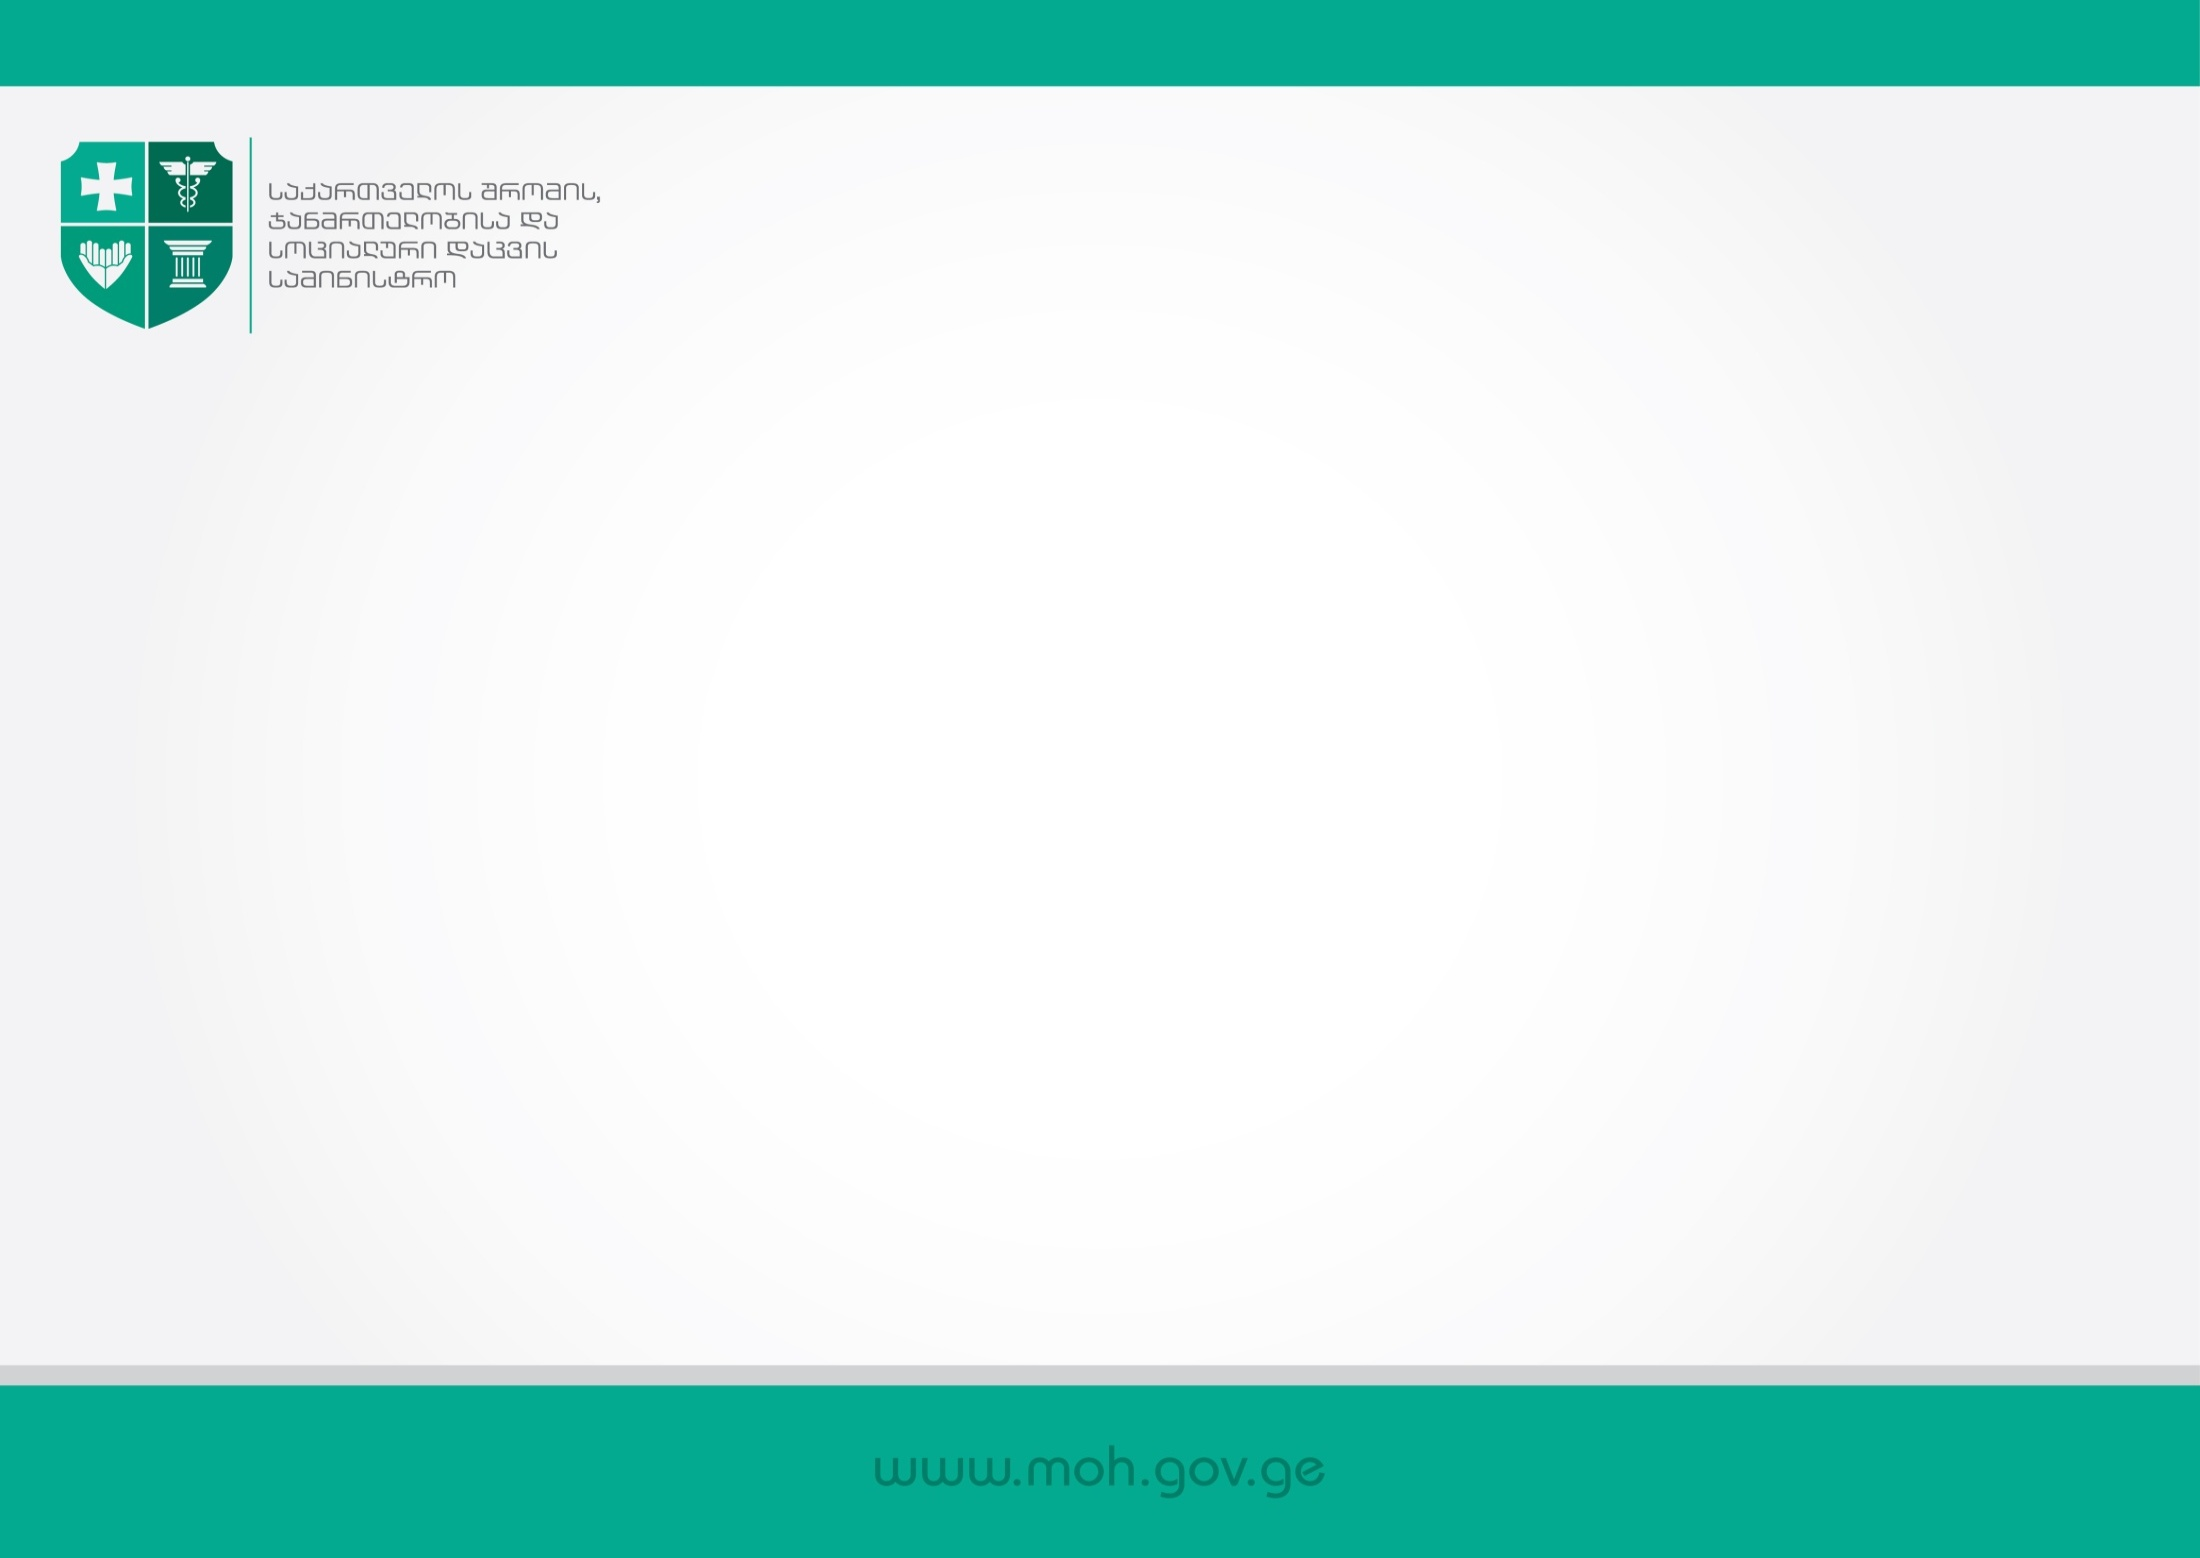 საქართველოს შრომის,
ჯანმრთელობისა და
სოციალური დაცვის
სამინისტრო
www.moh.gov.ge